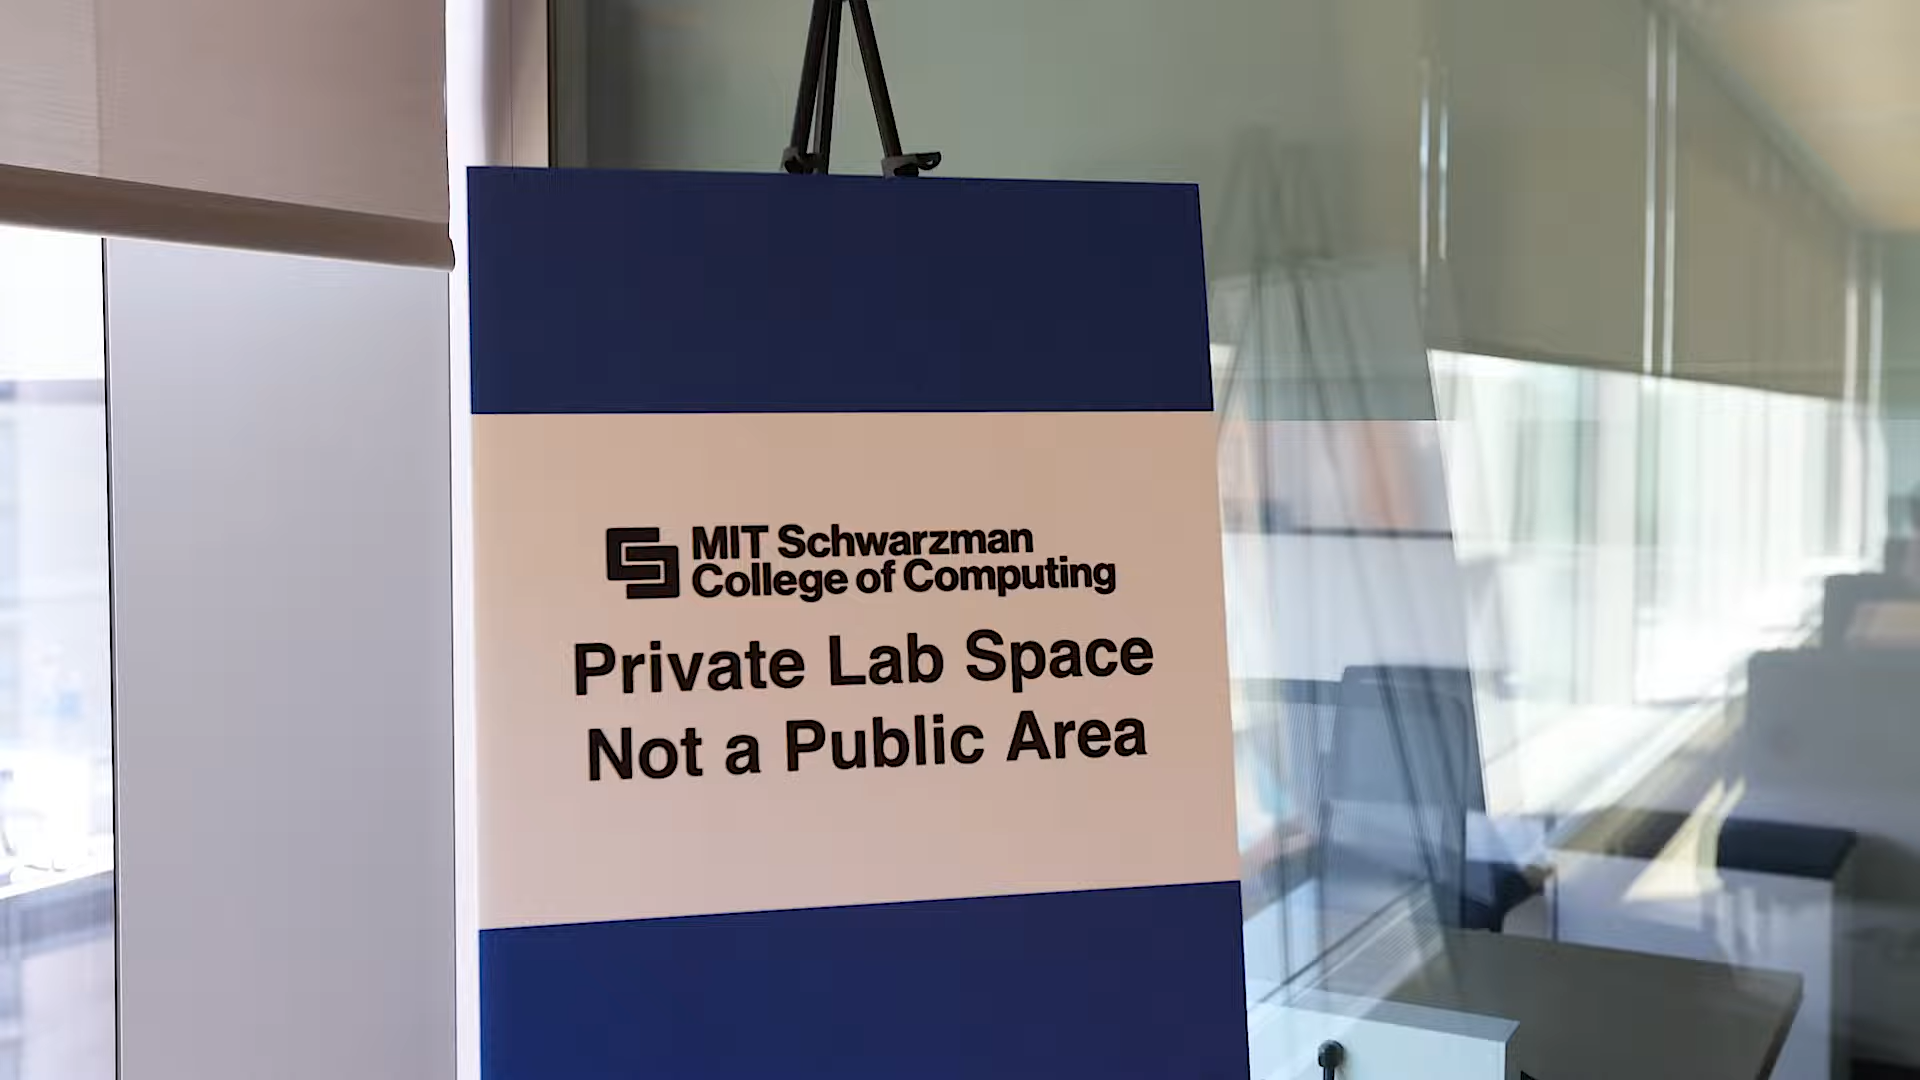 MIT Schwarzman
College of Computing
Private Lab Space
Not a Public Area